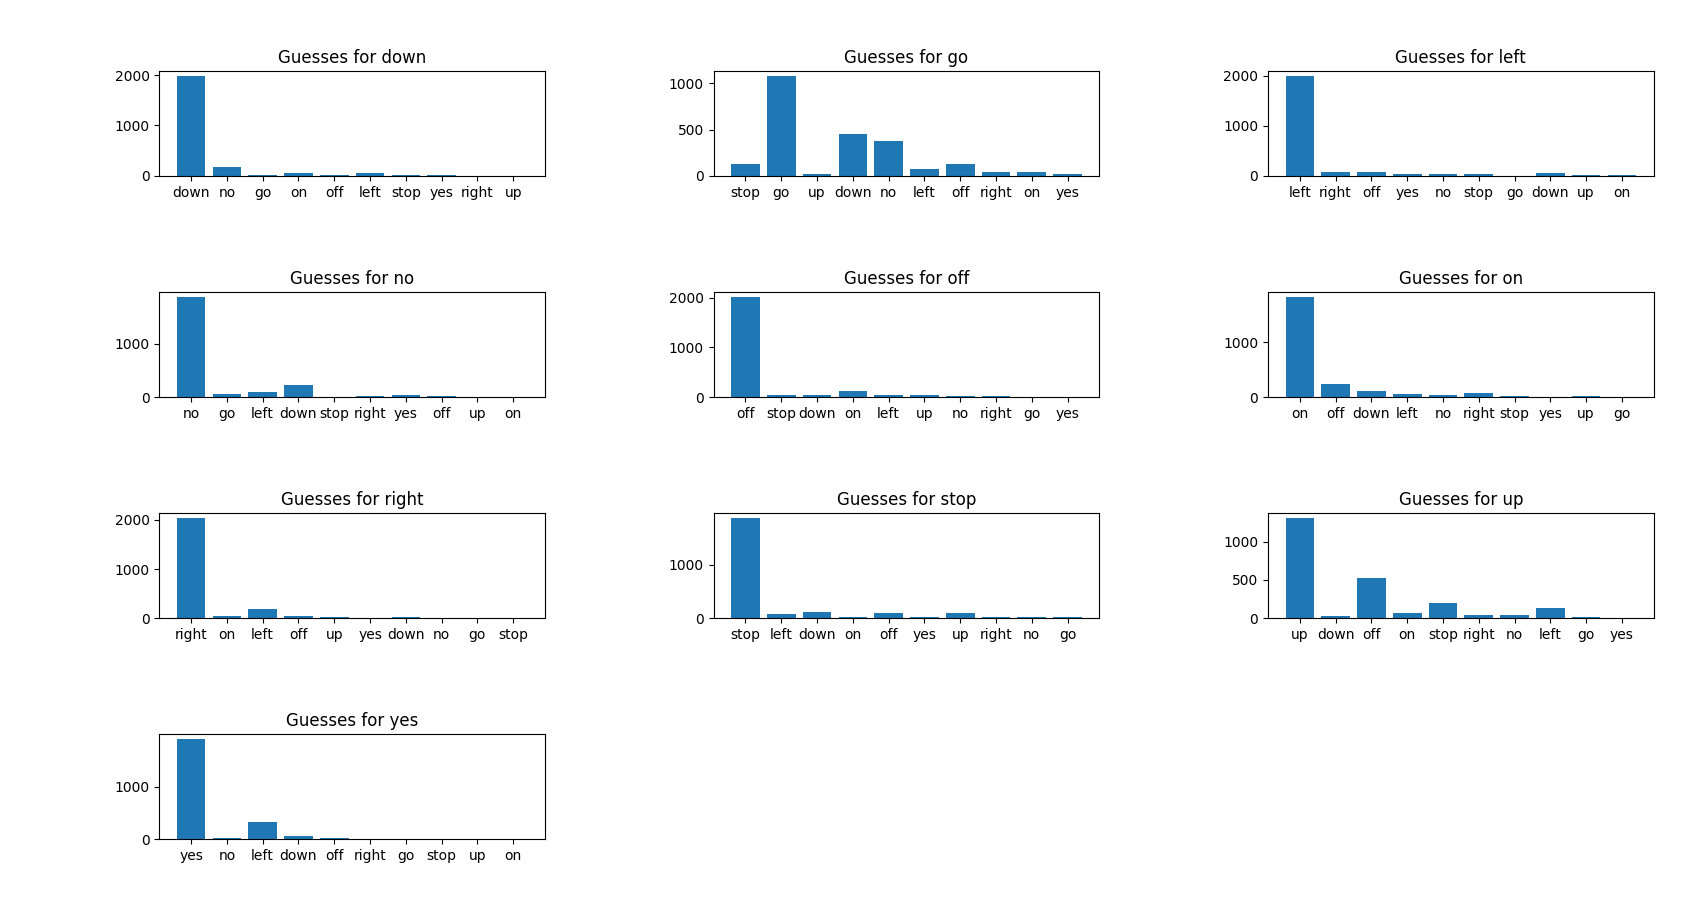 Guesses for down
2000
1000
0
down no go on off left stop yes right up
Guesses for go
1000
500
0
stop go up down no left off right on yes
Guesses for left
2000
1000
0
left right off yes no stop go down up on
Guesses for no
1000
0
no go left down stop right yes off up on
Guesses for off
2000
1000
0
off stop down on left up no right go yes
Guesses for on
1000
0
on off down left no right stop yes up go
Guesses for right
2000
1000
0
right on left off up yes down no go stop
Guesses for stop
1000
0
stop left down on off yes up right no go
Guesses for up
1000
500
0
up down off on stop right no left go yes
Guesses for yes
1000
0
yes no left down off right go stop up on